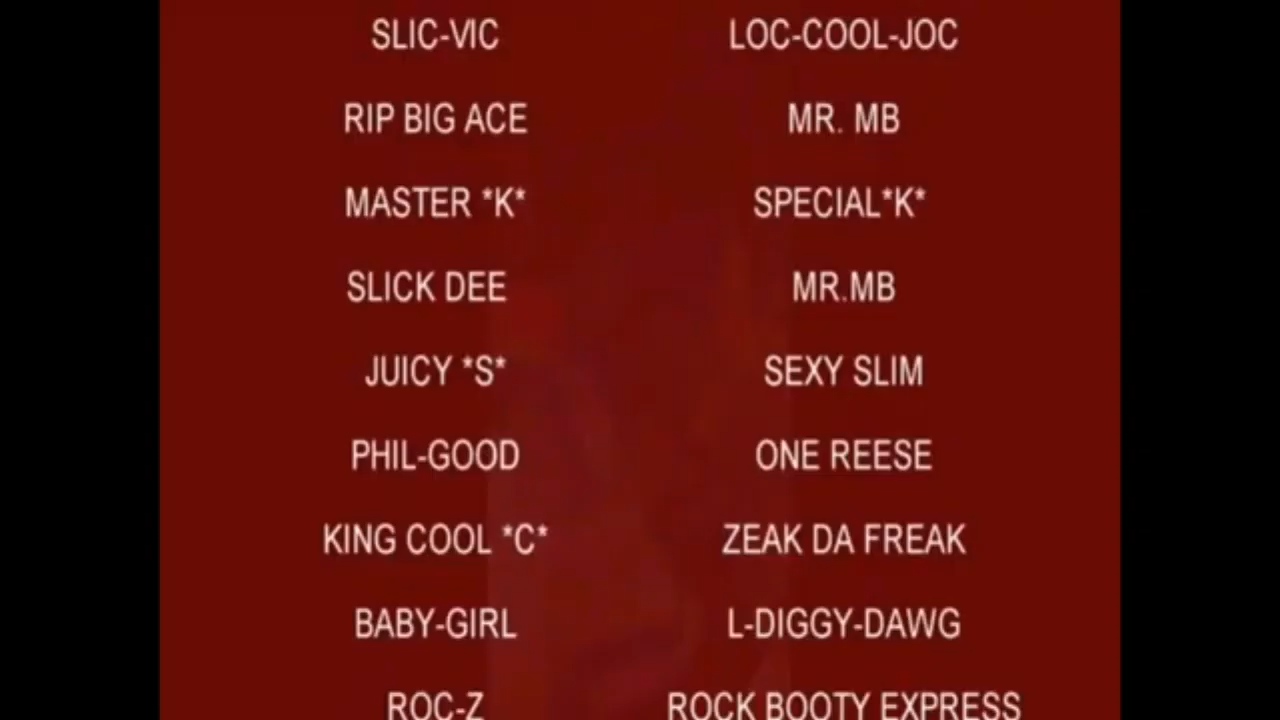 SLIC-VIC LOC-COOL-JOC
RIP BIG ACE MR. MB
MASTER *K* SPECIAL*K*
SLICK DEE MR.MB
JUICY *S* SEXY SLIM
PHIL-GOOD ONE REESE
KING COOL *C* ZEAK DA FREAK
BABY-GIRL L-DIGGY-DAWG
ROC-Z ROCK BOOTY EXPRESS